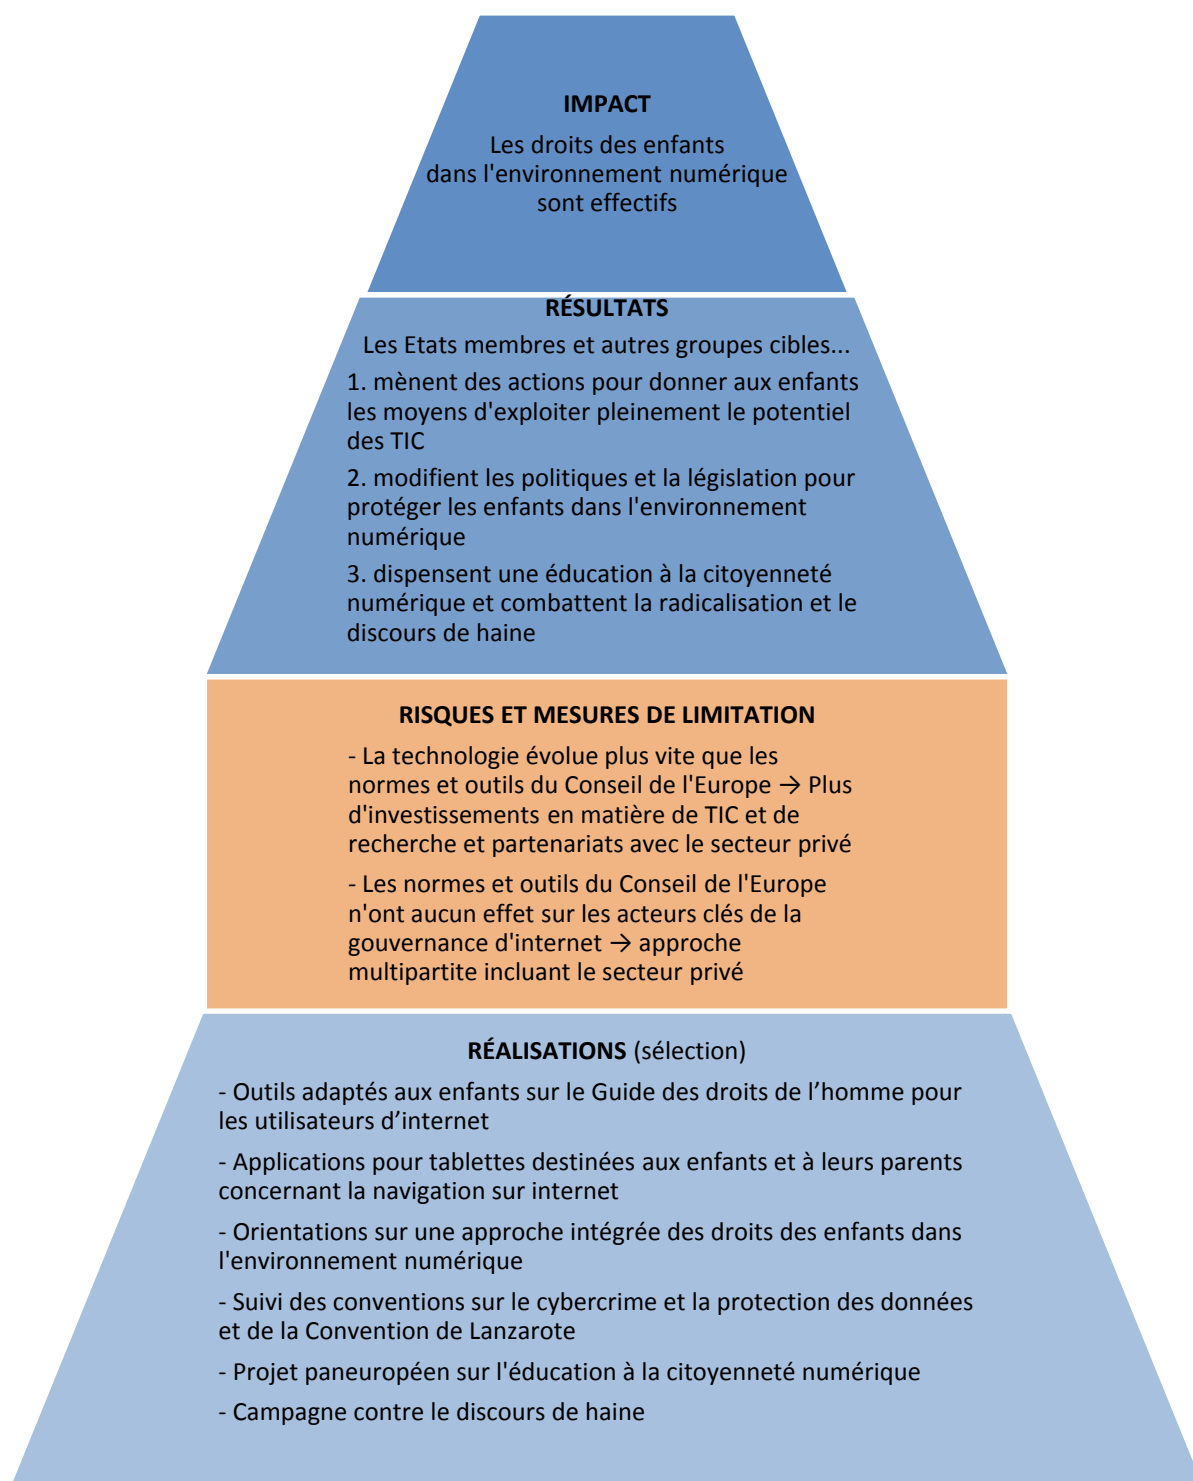 IMPACT
Les droits des enfants
dans l'environnement numérique
sont effectifs
RÉSULTATS
Les Etats membres et autres groupes cibles...
1. mènent des actions pour donner aux enfants
les moyens d'exploiter pleinement le potentiel
des TIC
2. modifient les politiques et la législation pour
protéger les enfants dans l'environnement
numérique
3. dispensent une éducation à la citoyenneté
numérique et combattent la radicalisation et le
discours de haine
RISQUES ET MESURES DE LIMITATION
- La technologie évolue plus vite que les
normes et outils du Conseil de l'Europe → Plus
d'investissements en matière de TIC et de
recherche et partenariats avec le secteur privé
- Les normes et outils du Conseil de l'Europe
n'ont aucun effet sur les acteurs clés de la
gouvernance d'internet → approche
multipartite incluant le secteur privé
RÉALISATIONS (sélection)
- Outils adaptés aux enfants sur le Guide des droits de l’homme pour
les utilisateurs d’internet
- Applications pour tablettes destinées aux enfants et à leurs parents
concernant la navigation sur internet
- Orientations sur une approche intégrée des droits des enfants dans
l'environnement numérique
- Suivi des conventions sur le cybercrime et la protection des données
et de la Convention de Lanzarote
- Projet paneuropéen sur l'éducation à la citoyenneté numérique
- Campagne contre le discours de haine